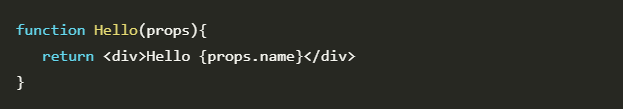 function Hello(props){
   return <div>Hello {props.name}</div>
}